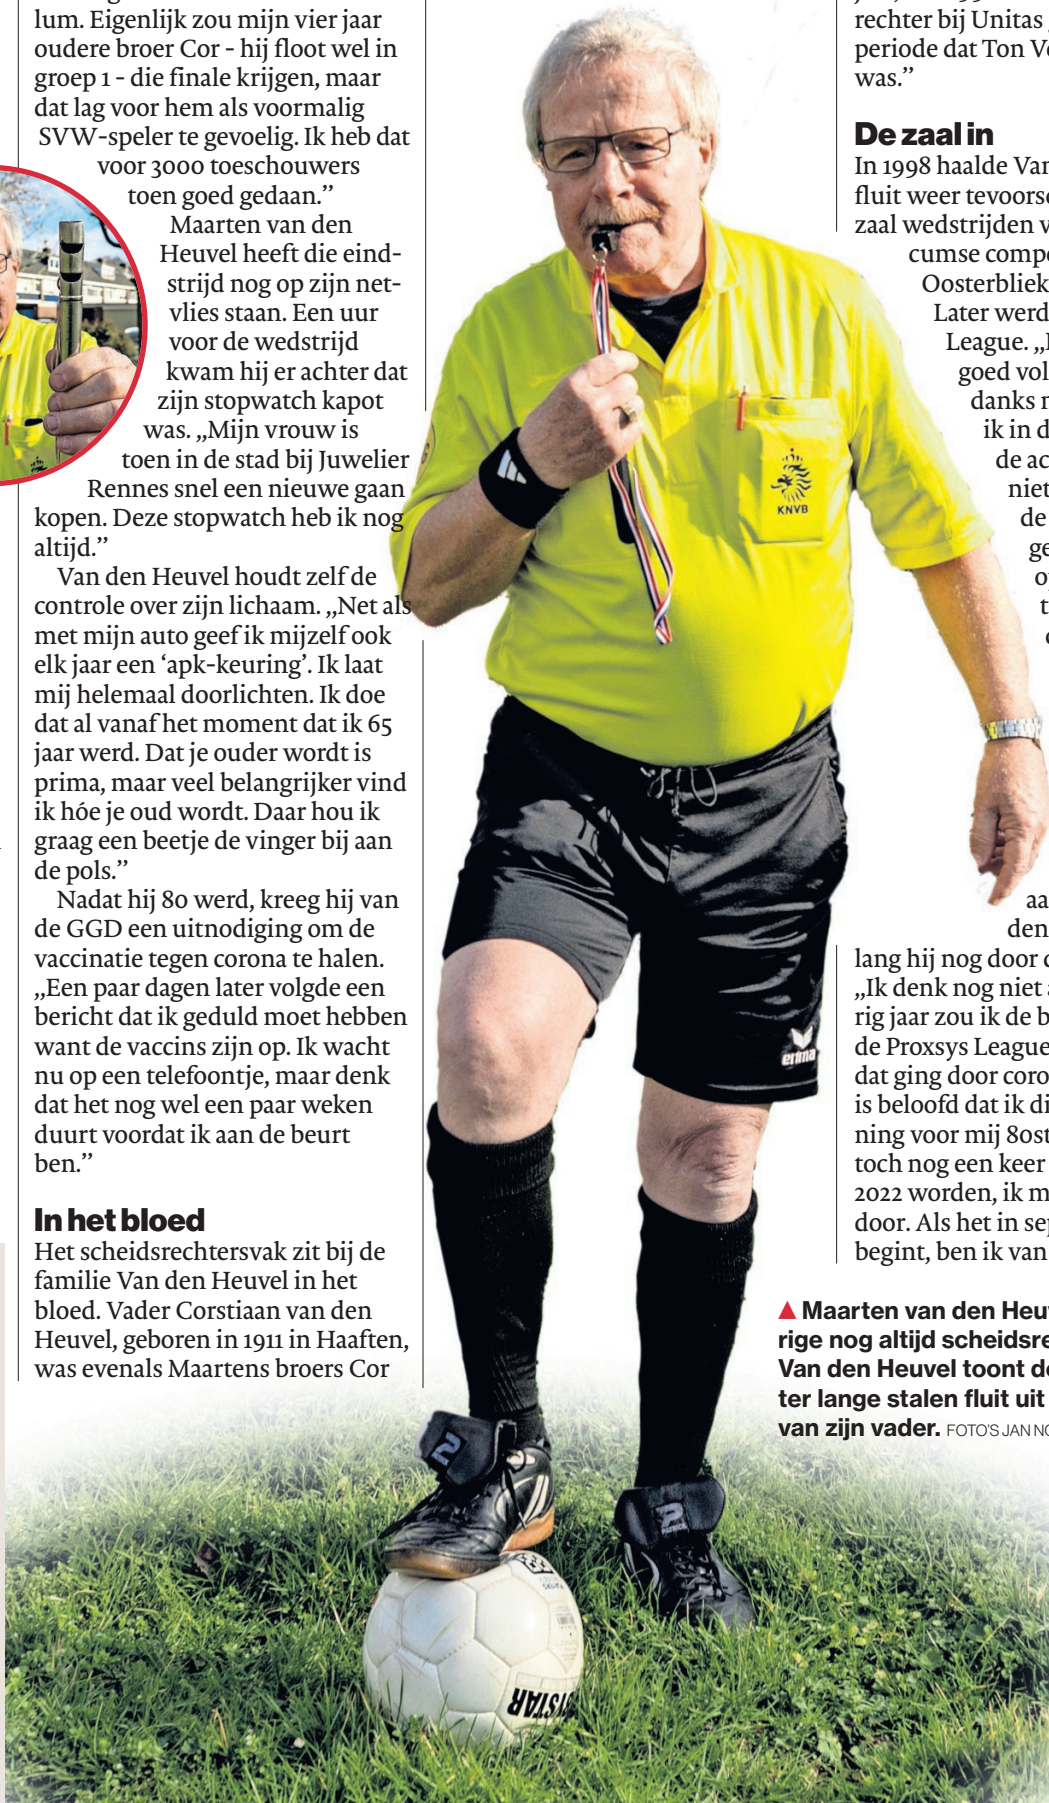 lum. Eigenlijk zou mijn vier jaar
oudere broer Cor - hij floot wel in
groep 1 - die finale krijgen, maar
dat lag voor hem als voormalig
SVW-speler te gevoelig. Ik heb dat
voor 3000 toeschouwers
toen goed gedaan.”
Maarten van den
Heuvel heeft die eind-
strijd nog op zijn net-
vlies staan. Een uur
voor de wedstrijd
kwam hij er achter dat
zijn stopwatch kapot
was. „Mijn vrouw is
toen in de stad bij Juwelier
Rennes snel een nieuwe gaan
kopen. Deze stopwatch heb ik nog
altijd.”
Van den Heuvel houdt zelf de
controle over zijn lichaam. „Net als
met mijn auto geef ik mijzelf ook
elk jaar een ‘apk-keuring’. Ik laat
mij helemaal doorlichten. Ik doe
dat al vanaf het moment dat ik 65
jaar werd. Dat je ouder wordt is
prima, maar veel belangrijker vind
ik hóe je oud wordt. Daar hou ik
graag een beetje de vinger bij aan
de pols.”
Nadat hij 80 werd, kreeg hij van
de GGD een uitnodiging om de
vaccinatie tegen corona te halen.
„Een paar dagen later volgde een
bericht dat ik geduld moet hebben
want de vaccins zijn op. Ik wacht
nu op een telefoontje, maar denk
dat het nog wel een paar weken
duurt voordat ik aan de beurt
ben.”
In het bloed
Het scheidsrechtersvak zit bij de
familie Van den Heuvel in het
bloed. Vader Corstiaan van den
Heuvel, geboren in 1911 in Haaften,
was evenals Maartens broers Cor
rechter bij Unitas
periode dat Ton
was.”
De zaal in
In 1998 haalde Van
fluit weer
zaal wedstrijden
cumse
Oosterbliek
Later werd
League.
goed
danks
ik in
de
niet
de
lang hij nog door
„Ik denk nog niet
rig jaar zou ik de
de Proxsys League
dat ging door
is beloofd dat ik
ning voor mij
toch nog een keer
2022 worden, ik
door. Als het in
begint, ben ik van
Maarten van den
rige nog altijd
Van den Heuvel toont
ter lange stalen fluit uit
van zijn vader. FOTO'S JAN
KNVB
erima
PATRICK